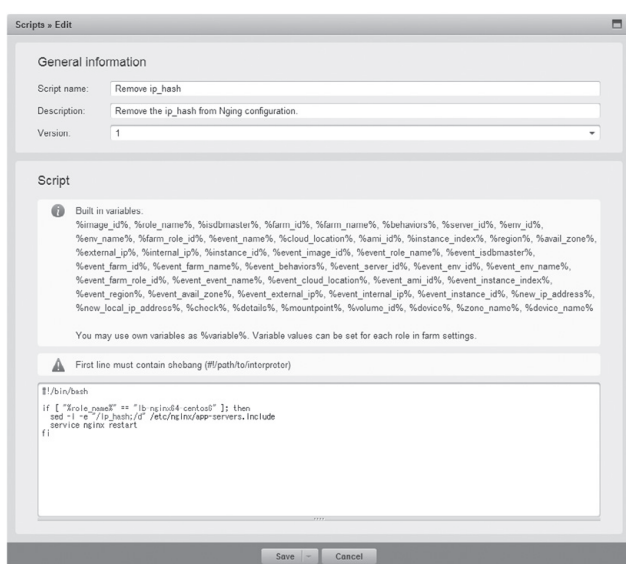 Scripts » Edit
General information
Script name: Remove ip_hash
Description: Remove the ip_hash from Nging configuration.
Version: 1
Script
Built in variables:
%image_id%, %role_name%, %isdbmaster%, %farm_id%, %farm_name%, %behaviors%, %server_id%, %env_id%,
%env_name%, %farm_role_id%, %event_name%, %cloud_location%, %ami_id%, %instance_index%, %region%, %avail_zone%,
%external_ip%, %internal_ip%, %instance_id%, %event_image_id%, %event_role_name%, %event_isdbmaster%,
%event_farm_id%, %event_farm_name%, %event_behaviors%, %event_server_id%, %event_env_id%, %event_env_name%,
%event_farm_role_id%, %event_event_name%, %event_cloud_location%, %event_ami_id%, %event_instance_index%,
%event_region%, %event_avail_zone%, %event_external_ip%, %event_internal_ip%, %event_instance_id%, %new_ip_address%,
%new_local_ip_address%, %check%, %details%, %mountpoint%, %volume_id%, %device%, %zone_name%, %device_name%
You may use own variables as %variable%. Variable values can be set for each role in farm settings.
First line must contain shebang (#!/path/to/interpreter)
#!/bin/bash
if [ "%role_name%" == "lb-nginx64-centos6" ]; then
sed -i -e "/ip_hash;/d" /etc/nginx/app-servers.include
service nginx restart
fi
Save Cancel